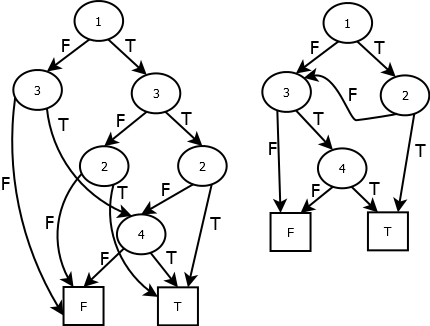 1 1
F T F T
3 3 3 2
F
T F T T
F T
2 2 4
F T F F F T
F T
4
F T F T
F T